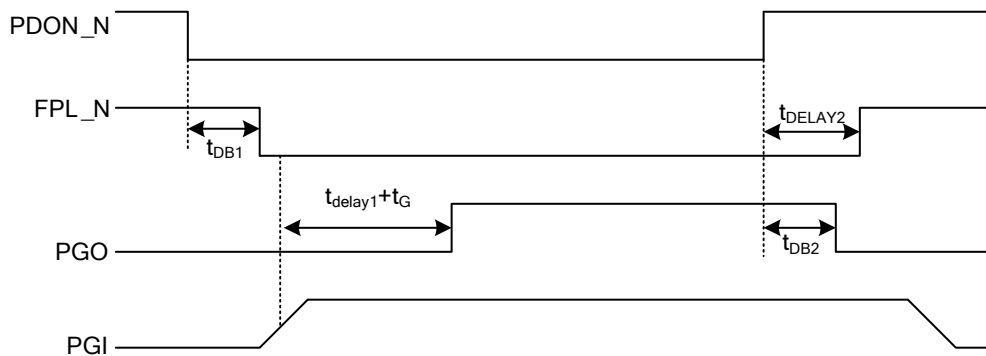 PDON_N
FPL_N
tDB1
tDELAY2
tdelay1+tG
PGO
tDB2
PGI